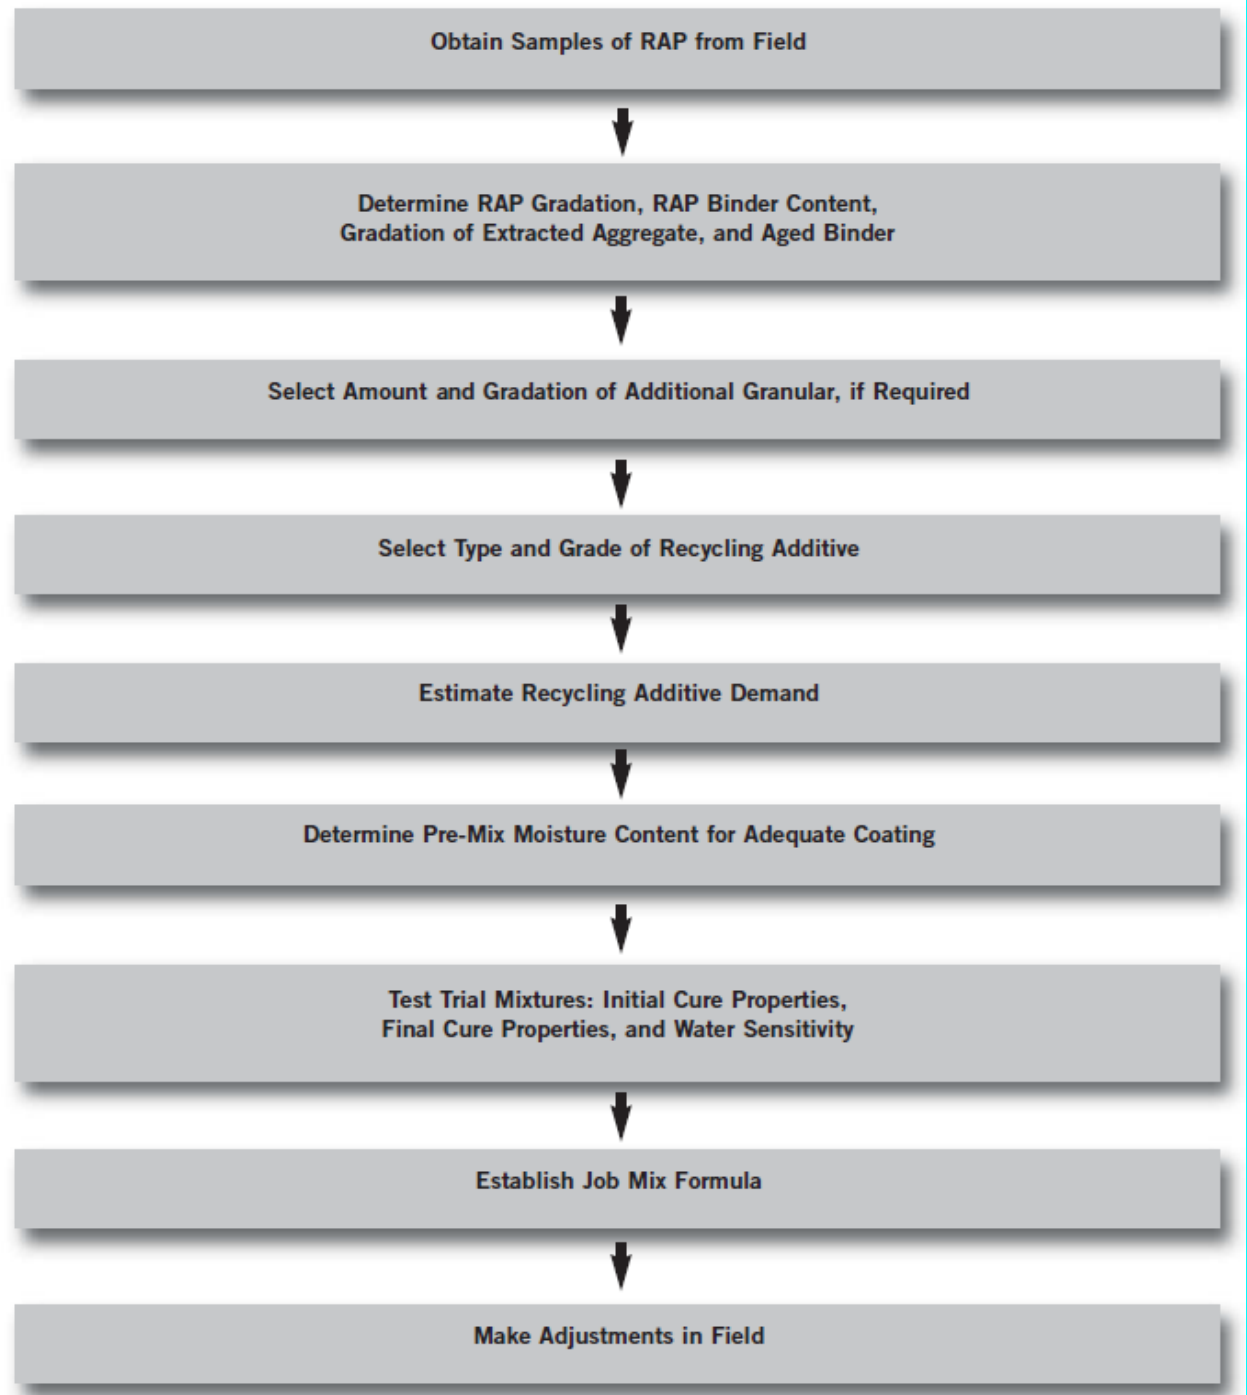 Obtain Samples of RAP from Field
Determine RAP Gradation, RAP Binder Content,
Gradation of Extracted Aggregate, and Aged Binder
Select Amount and Gradation of Additional Granular, if Required
Select Type and Grade of Recycling Additive
Estimate Recycling Additive Demand
Determine Pre-Mix Moisture Content for Adequate Coating
Test Trial Mixtures: Initial Cure Properties,
Final Cure Properties, and Water Sensitivity
Establish Job Mix Formula
Make Adjustments in Field